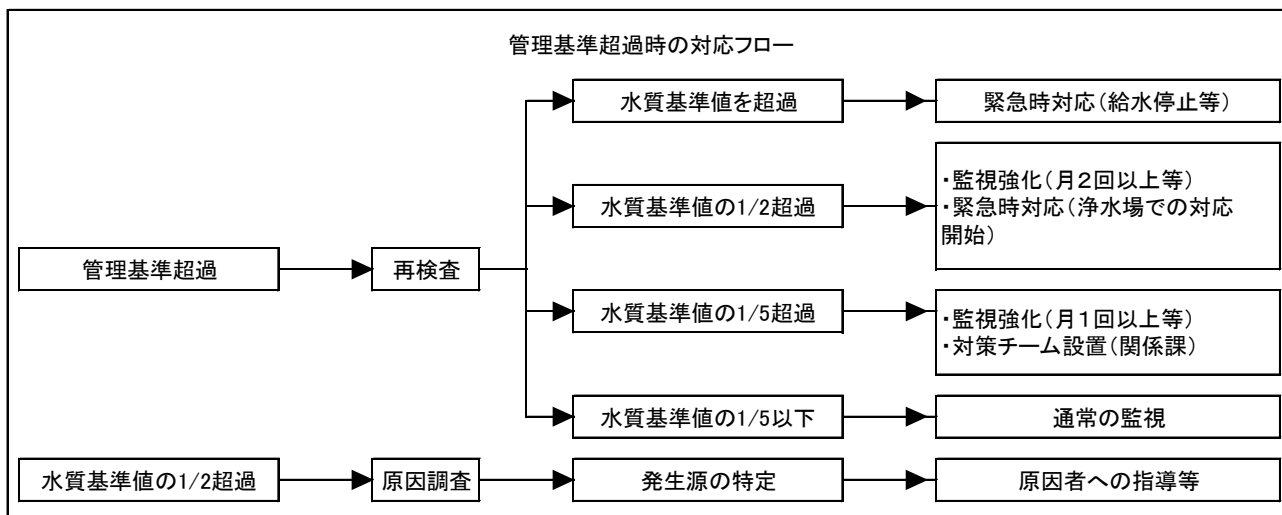 管理基準超過時の対応フロー
水質基準値を超過
緊急時対応(給水停止等)
水質基準値の1/2超過
・監視強化(月2回以上等)
・緊急時対応(浄水場での対応
開始)
管理基準超過
再検査
水質基準値の1/5超過
・監視強化(月1回以上等)
・対策チーム設置(関係課)
水質基準値の1/5以下
通常の監視
水質基準値の1/2超過
原因調査
発生源の特定
原因者への指導等